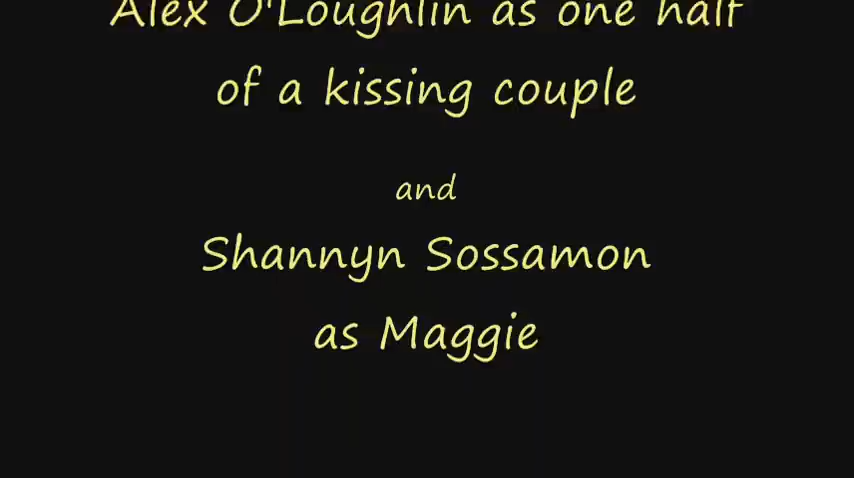 Alex O'Loughlin as one half
of a kissing couple
and
Shannyn Sossamon
as Maggie